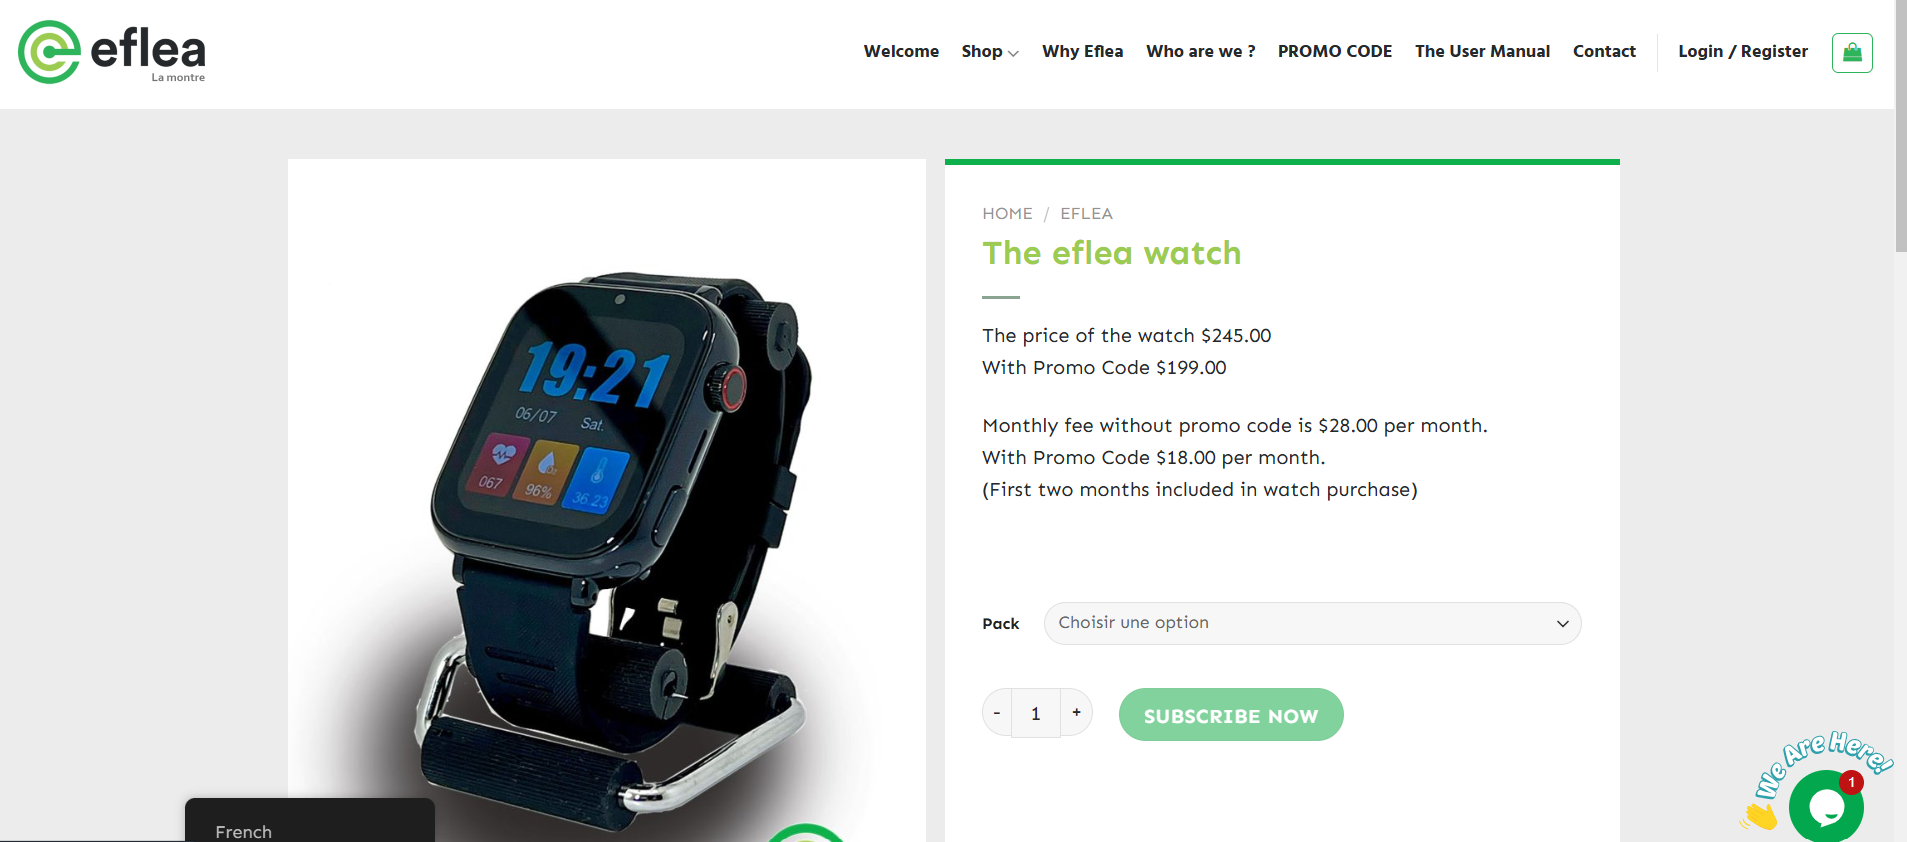 eflea
La montre
Welcome
Shop
Why Eflea
Who are we ?
PROMO CODE
The User Manual
Contact
Login / Register
19:21
06/07 Sat.
067
O2
96%
36.23
HOME / EFLEA
The eflea watch
The price of the watch $245.00
With Promo Code $199.00
Monthly fee without promo code is $28.00 per month.
With Promo Code $18.00 per month.
(First two months included in watch purchase)
Pack
Choisir une option
- 1 +
SUBSCRIBE NOW
French
We Are Here!
1